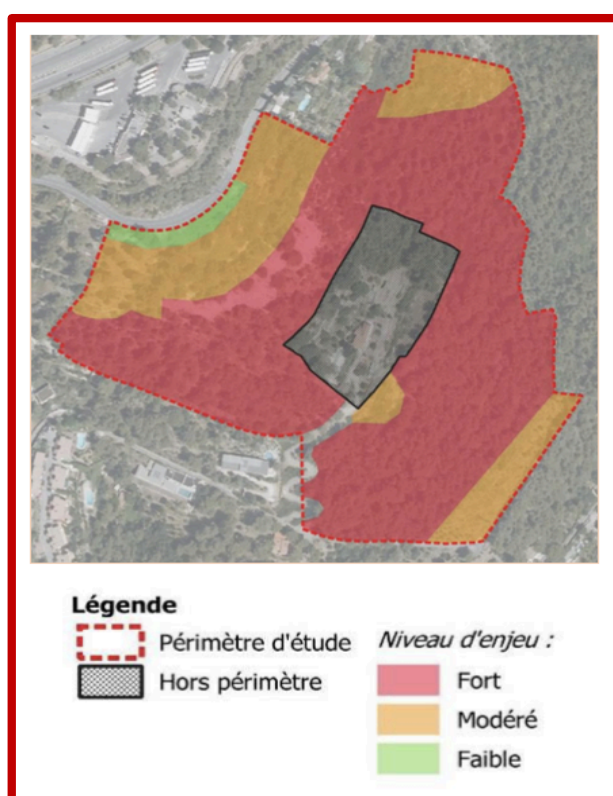 Légende
Périmètre d'étude
Hors périmètre
Niveau d'enjeu :
Fort
Modéré
Faible